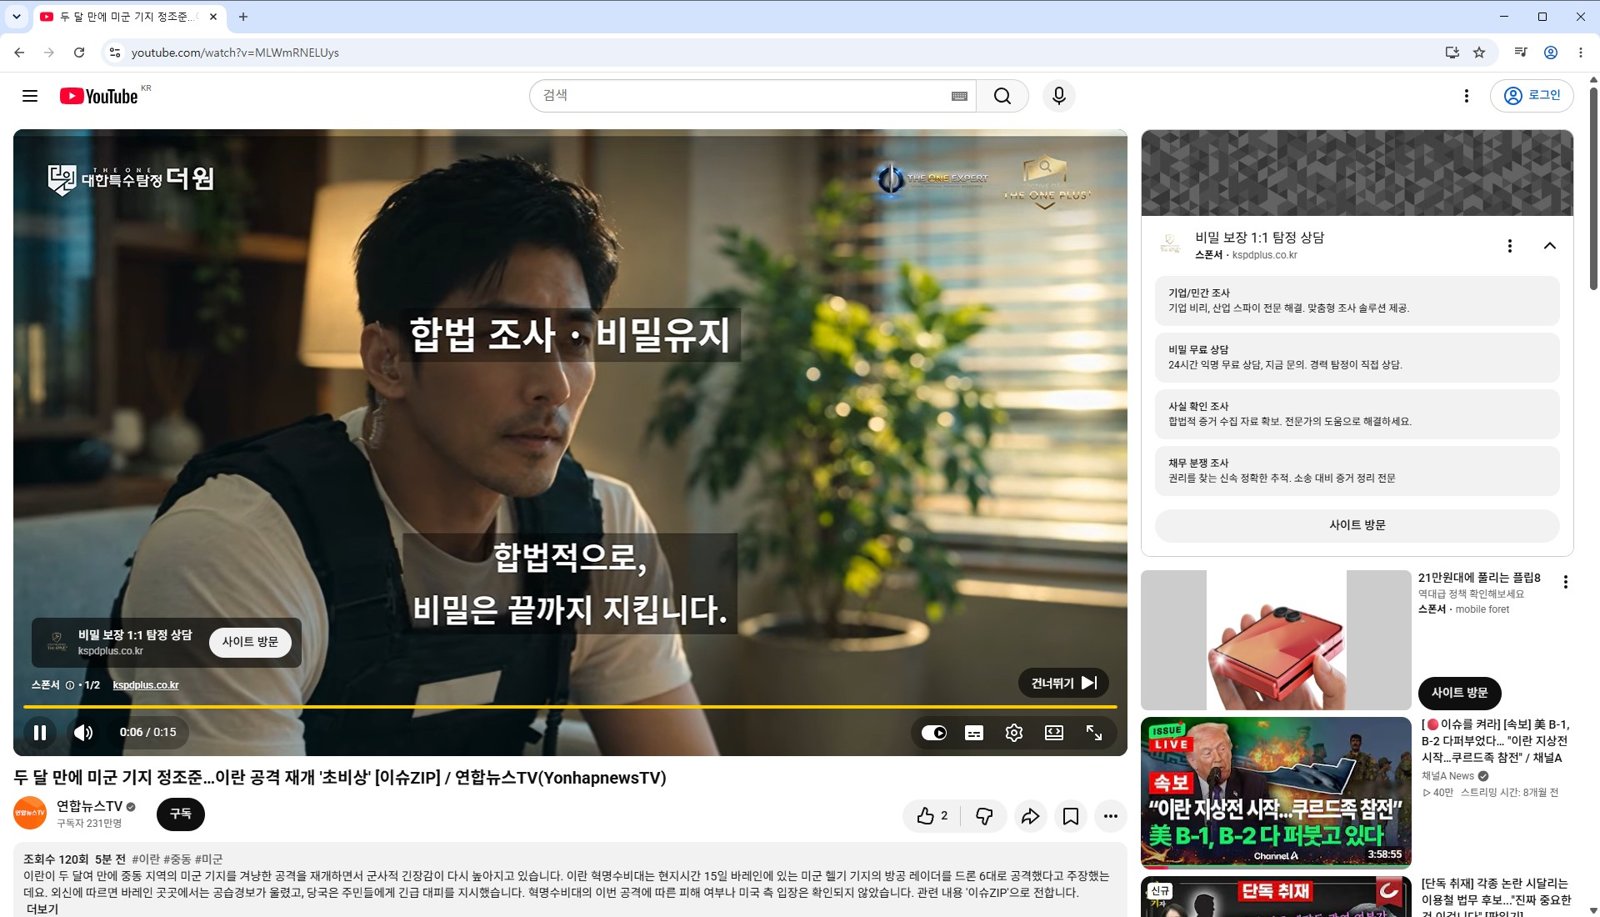 두 달 만에 미군 기지 정조준...
youtube.com/watch?v=MLWmRNELUys
YouTube KR
검색
로그인
THE ONE
대한특수탐정 더원
THE ONE EXPERT
THE ONE PLUS+
합법 조사 · 비밀유지
합법적으로,
비밀은 끝까지 지킵니다.
비밀 보장 1:1 탐정 상담
kspdplus.co.kr
사이트 방문
스폰서 · 1/2 kspdplus.co.kr
건너뛰기
0:06 / 0:15
두 달 만에 미군 기지 정조준...이란 공격 재개 '초비상' [이슈ZIP] / 연합뉴스TV(YonhapnewsTV)
연합뉴스TV
연합뉴스TV
구독자 231만명
구독
2
조회수 120회 5분 전 #이란 #중동 #미군
이란이 두 달여 만에 중동 지역의 미군 기지를 겨냥한 공격을 재개하면서 군사적 긴장감이 다시 높아지고 있습니다. 이란 혁명수비대는 현지시간 15일 바레인에 있는 미군 헬기 기지의 방공 레이더를 드론 6대로 공격했다고 주장했는
데요. 외신에 따르면 바레인 곳곳에서는 공습경보가 울렸고, 당국은 주민들에게 긴급 대피를 지시했습니다. 혁명수비대의 이번 공격에 따른 피해 여부나 미국 측 입장은 확인되지 않았습니다. 관련 내용 '이슈ZIP'으로 전합니다.
더보기
비밀 보장 1:1 탐정 상담
스폰서 · kspdplus.co.kr
기업/민간 조사
기업 비리, 산업 스파이 전문 해결. 맞춤형 조사 솔루션 제공.
비밀 무료 상담
24시간 익명 무료 상담, 지금 문의. 경력 탐정이 직접 상담.
사실 확인 조사
합법적 증거 수집 자료 확보. 전문가의 도움으로 해결하세요.
채무 분쟁 조사
권리를 찾는 신속 정확한 추적. 소송 대비 증거 정리 전문
사이트 방문
21만원대에 풀리는 플립8
역대급 정책 확인해보세요
스폰서 · mobile foret
사이트 방문
ISSUE
LIVE
속보
“이란 지상전 시작...쿠르드족 참전”
美 B-1, B-2 다 퍼붓고 있다
Channel A
3:58:55
[🔴이슈를 켜라] [속보] 美 B-1,
B-2 다퍼부었다... "이란 지상전
시작...쿠르드족 참전" / 채널A
채널A News
40만 스트리밍 시간: 8개월 전
신규
기자
단독 취재
[단독 취재] 각종 논란 시달리는
이용철 법무 후보..."진짜 중요한
건 이겁니다" [판읽기]